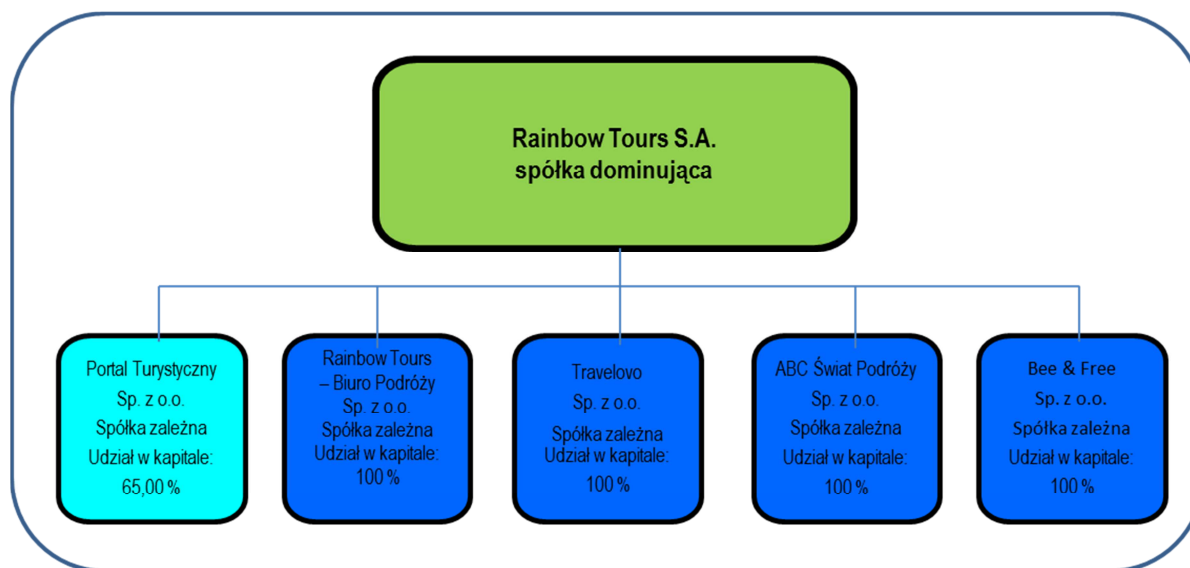 Rainbow Tours S.A.
spółka dominująca
Portal Turystyczny
Sp. z o.o.
Spółka zależna
Udział w kapitale:
65,00 %
Rainbow Tours
– Biuro Podróży
Sp. z o.o.
Spółka zależna
Udział w kapitale:
100 %
Travelovo
Sp. z o.o.
Spółka zależna
Udział w kapitale:
100 %
ABC Świat Podróży
Sp. z o.o.
Spółka zależna
Udział w kapitale:
100 %
Bee & Free
Sp. z o.o.
Spółka zależna
Udział w kapitale:
100 %